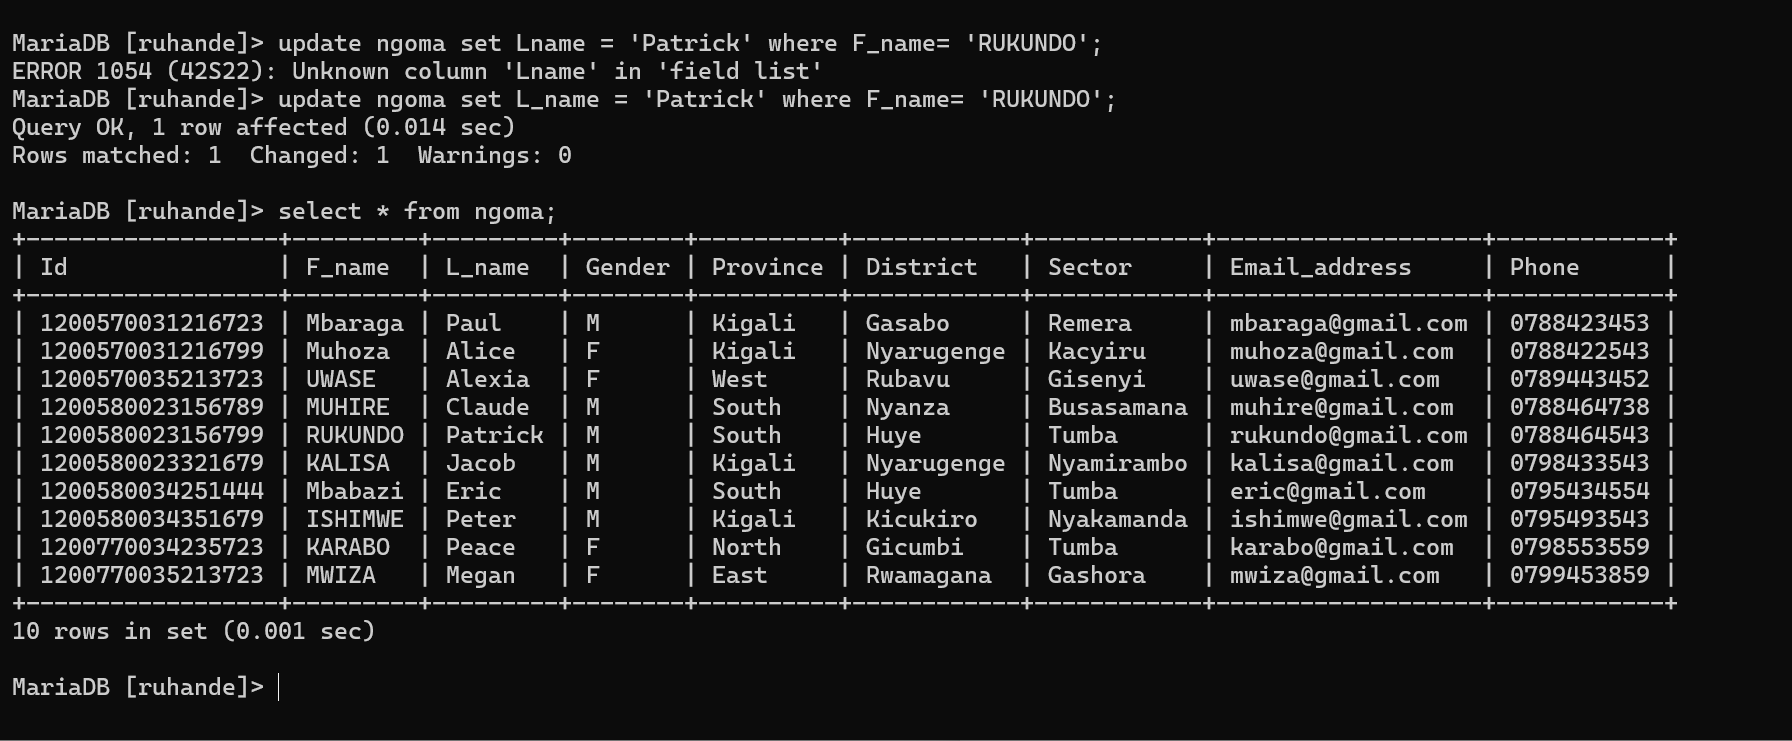 MariaDB [ruhande]> update ngoma set Lname = 'Patrick' where F_name= 'RUKUNDO';
ERROR 1054 (42S22): Unknown column 'Lname' in 'field list'
MariaDB [ruhande]> update ngoma set L_name = 'Patrick' where F_name= 'RUKUNDO';
Query OK, 1 row affected (0.014 sec)
Rows matched: 1  Changed: 1  Warnings: 0
MariaDB [ruhande]> select * from ngoma;
+------------------+---------+---------+--------+----------+------------+------------+-------------------+------------+
| Id               | F_name  | L_name  | Gender | Province | District   | Sector     | Email_address     | Phone      |
+------------------+---------+---------+--------+----------+------------+------------+-------------------+------------+
| 1200570031216723 | Mbaraga | Paul    | M      | Kigali   | Gasabo     | Remera     | mbaraga@gmail.com | 0788423453 |
| 1200570031216799 | Muhoza  | Alice   | F      | Kigali   | Nyarugenge | Kacyiru    | muhoza@gmail.com  | 0788422543 |
| 1200570035213723 | UWASE   | Alexia  | F      | West     | Rubavu     | Gisenyi    | uwase@gmail.com   | 0789443452 |
| 1200580023156789 | MUHIRE  | Claude  | M      | South    | Nyanza     | Busasamana | muhire@gmail.com  | 0788464738 |
| 1200580023156799 | RUKUNDO | Patrick | M      | South    | Huye       | Tumba      | rukundo@gmail.com | 0788464543 |
| 1200580023321679 | KALISA  | Jacob   | M      | Kigali   | Nyarugenge | Nyamirambo | kalisa@gmail.com  | 0798433543 |
| 1200580034251444 | Mbabazi | Eric    | M      | South    | Huye       | Tumba      | eric@gmail.com    | 0795434554 |
| 1200580034351679 | ISHIMWE | Peter   | M      | Kigali   | Kicukiro   | Nyakamanda | ishimwe@gmail.com | 0795493543 |
| 1200770034235723 | KARABO  | Peace   | F      | North    | Gicumbi    | Tumba      | karabo@gmail.com  | 0798553559 |
| 1200770035213723 | MWIZA   | Megan   | F      | East     | Rwamagana  | Gashora    | mwiza@gmail.com   | 0799453859 |
+------------------+---------+---------+--------+----------+------------+------------+-------------------+------------+
10 rows in set (0.001 sec)
MariaDB [ruhande]>